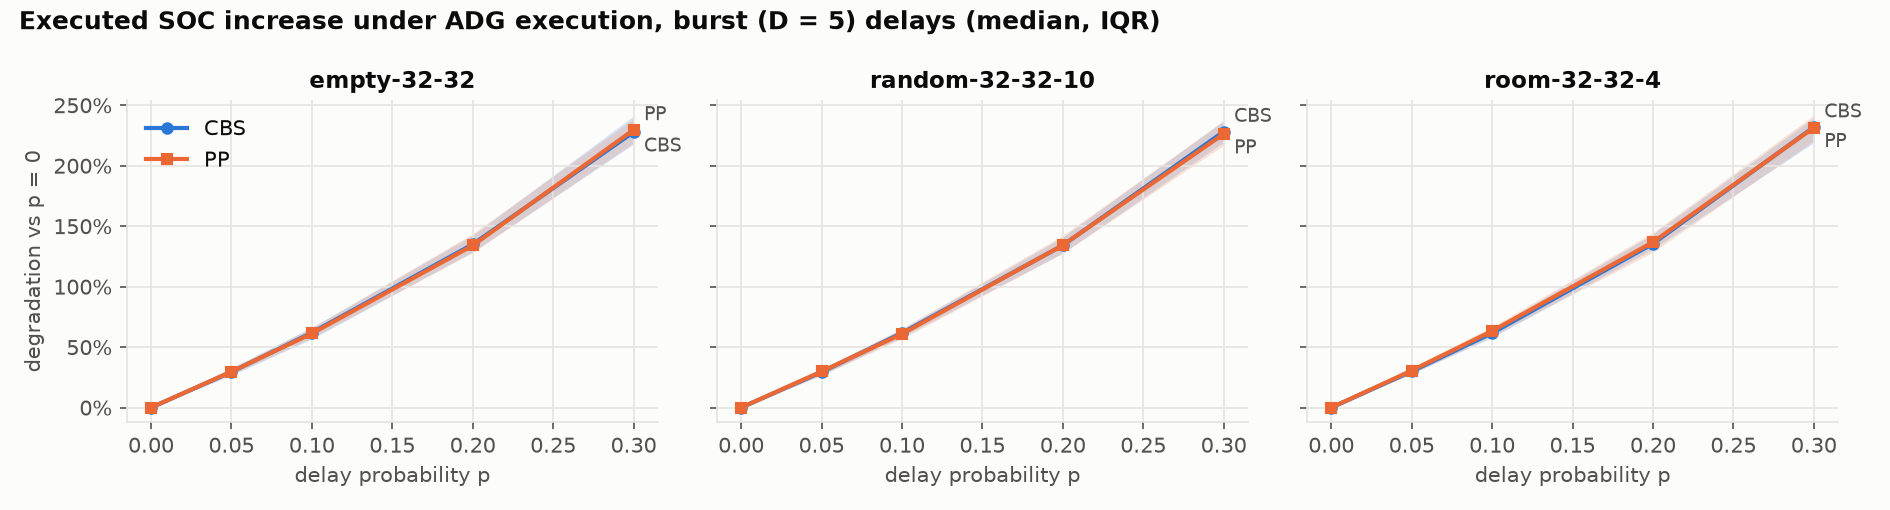 Executed SOC increase under ADG execution, burst (D = 5) delays (median, IQR)
empty-32-32
random-32-32-10
room-32-32-4
degradation vs p = 0
250%
200%
150%
100%
50%
0%
CBS
PP
PP
CBS
CBS
PP
CBS
PP
0.00 0.05 0.10 0.15 0.20 0.25 0.30
0.00 0.05 0.10 0.15 0.20 0.25 0.30
0.00 0.05 0.10 0.15 0.20 0.25 0.30
delay probability p
delay probability p
delay probability p